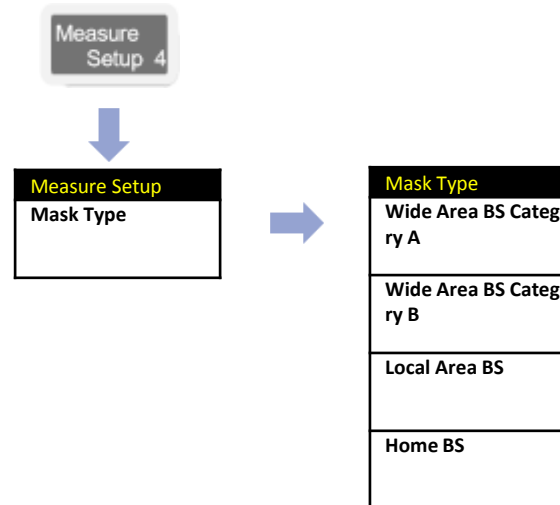 Measure
Setup 4
Measure Setup
Mask Type
Mask Type
Wide Area BS Categ
ry A
Wide Area BS Categ
ry B
Local Area BS
Home BS